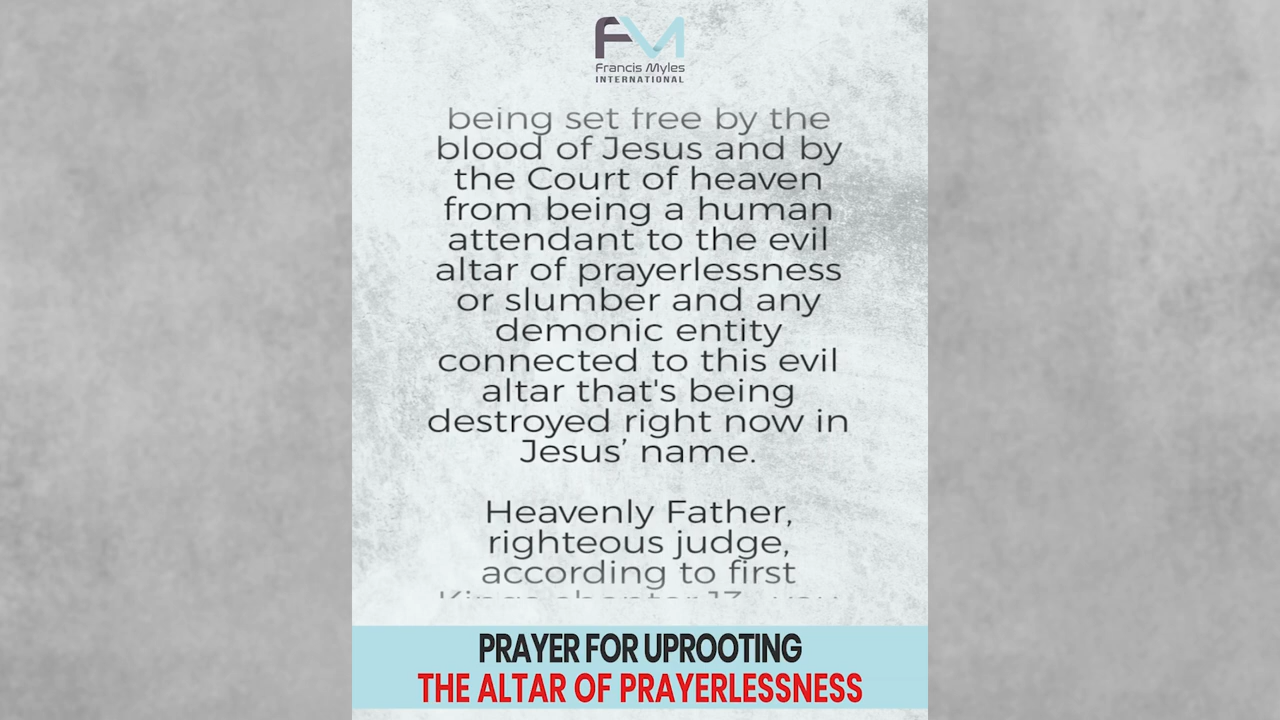 FM
Francis Myles
INTERNATIONAL
being set free by the
blood of Jesus and by
the Court of heaven
from being a human
attendant to the evil
altar of prayerlessness
or slumber and any
demonic entity
connected to this evil
altar that's being
destroyed right now in
Jesus’ name.
Heavenly Father,
righteous judge,
according to first
Kings chapter 13
PRAYER FOR UPROOTING
THE ALTAR OF PRAYERLESSNESS